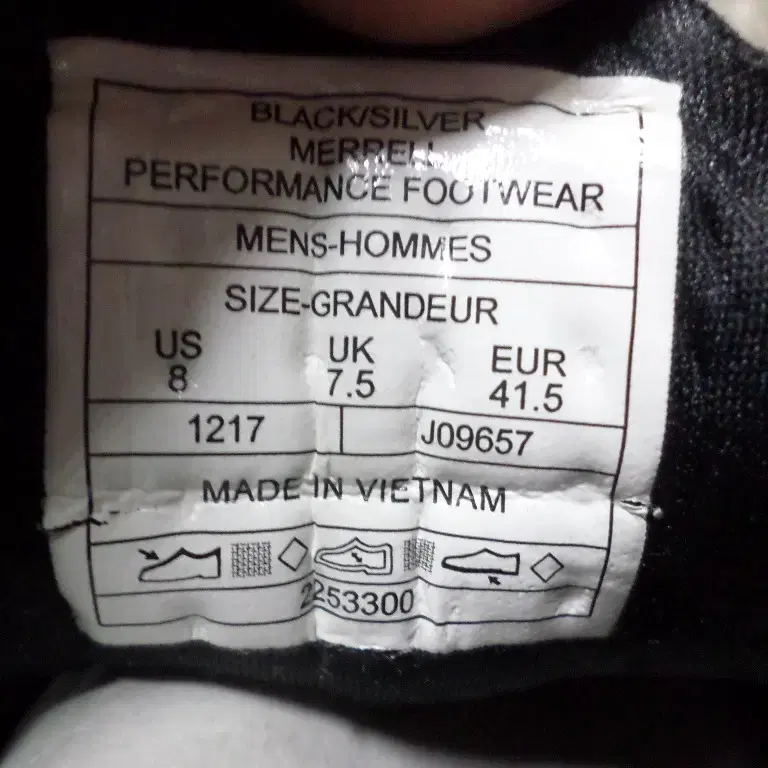 BLACK/SILVER
MERRELL
PERFORMANCE FOOTWEAR
MENS-HOMMES
SIZE-GRANDEUR
US UK EUR
8 7.5 41.5
1217 J09657
MADE IN VIETNAM
2253300